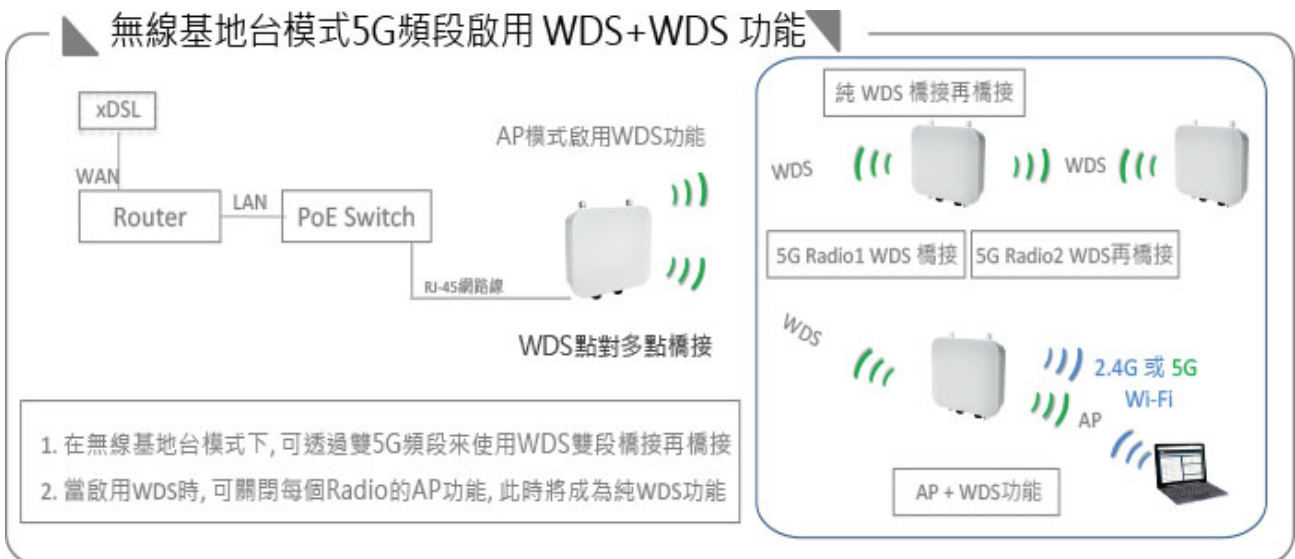 無線基地台模式5G頻段啟用 WDS+WDS 功能
xDSL
WAN
Router
LAN
PoE Switch
RJ-45網路線
AP模式啟用WDS功能
WDS點對多點橋接
純 WDS 橋接再橋接
WDS
WDS
5G Radio1 WDS 橋接
5G Radio2 WDS再橋接
WDS
2.4G 或 5G
Wi-Fi
AP
AP + WDS功能
1. 在無線基地台模式下, 可透過雙5G頻段來使用WDS雙段橋接再橋接
2. 當啟用WDS時, 可關閉每個Radio的AP功能, 此時將成為純WDS功能